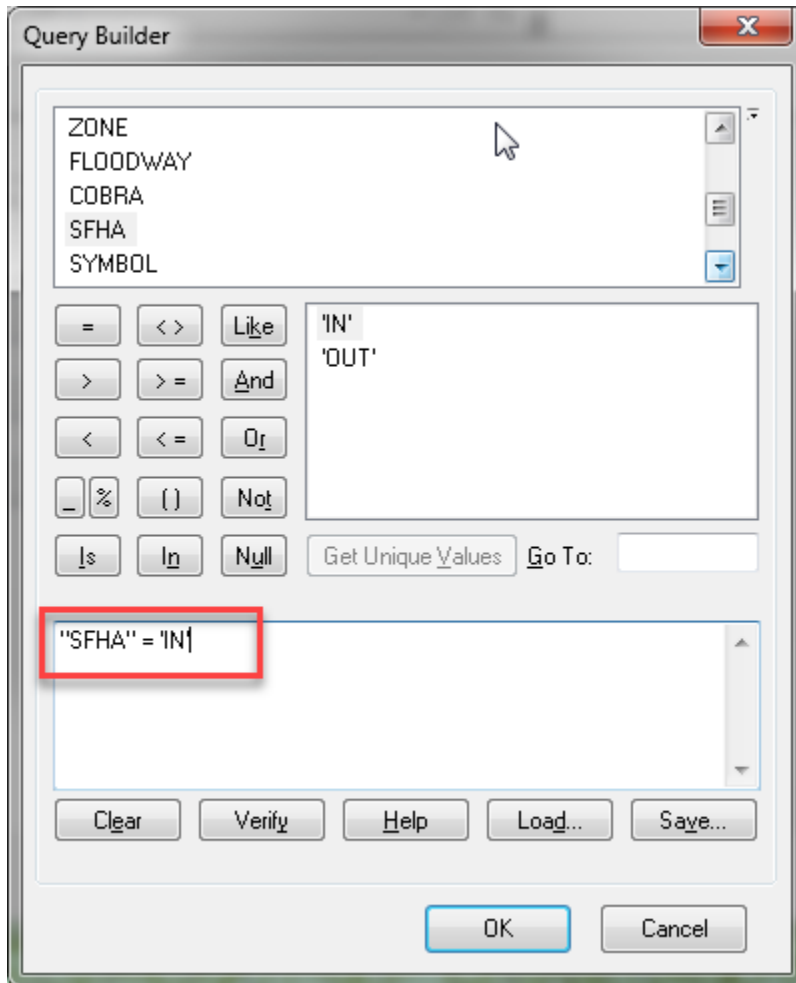 Query Builder
ZONE
FLOODWAY
COBRA
SFHA
SYMBOL
= < > Like
> > = And
< < = Or
_ % ( ) Not
Is In Null
'IN'
'OUT'
Get Unique Values Go To:
"SFHA" = 'IN'
Clear Verify Help Load... Save...
OK Cancel